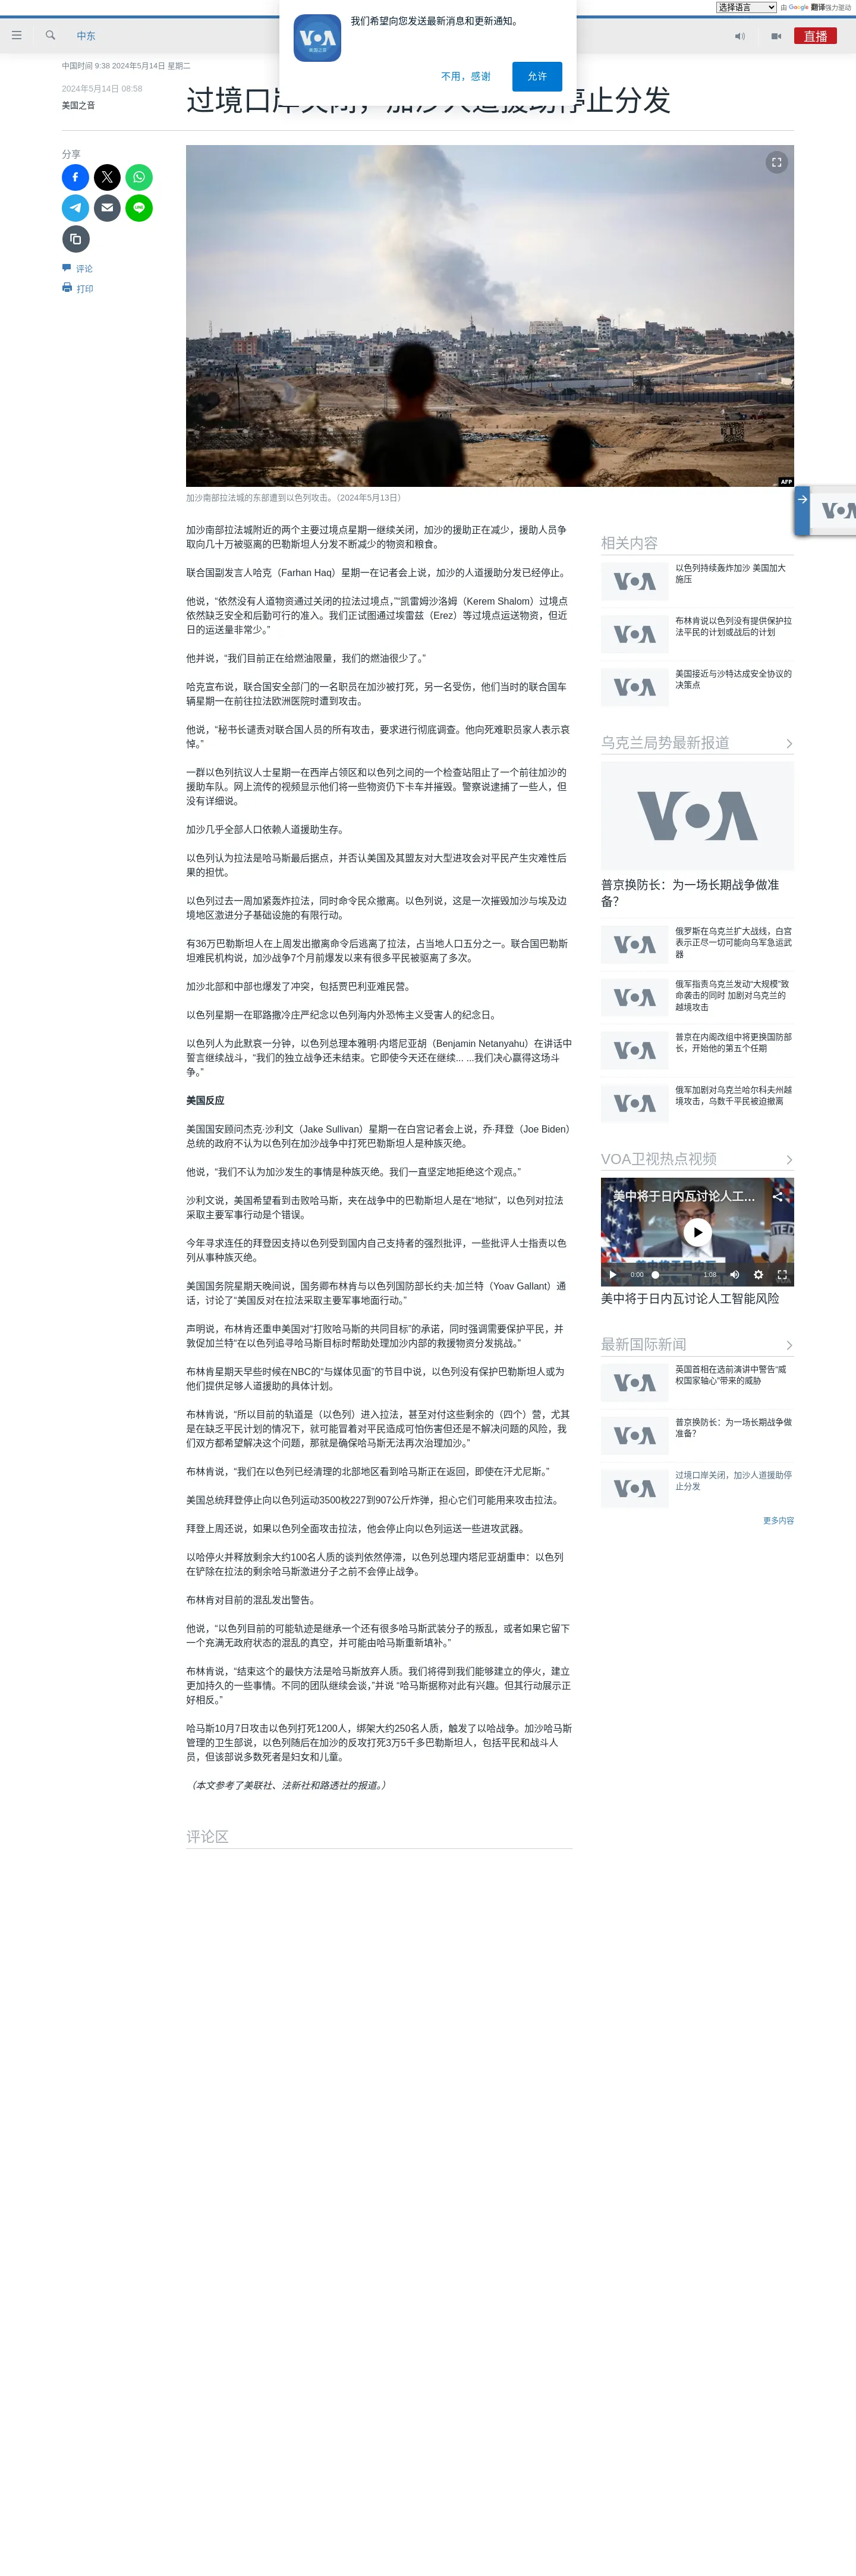 选择语言
由 Google 翻译强力驱动
我们希望向您发送最新消息和更新通知。
VOA
美国之音
不用，感谢
允许
中东
直播
中国时间 9:38 2024年5月14日 星期二
2024年5月14日 08:58
美国之音
过境口岸关闭，加沙人道援助停止分发
分享
评论
打印
AFP
加沙南部拉法城的东部遭到以色列攻击。（2024年5月13日）
加沙南部拉法城附近的两个主要过境点星期一继续关闭，加沙的援助正在减少，援助人员争
取向几十万被驱离的巴勒斯坦人分发不断减少的物资和粮食。
联合国副发言人哈克（Farhan Haq）星期一在记者会上说，加沙的人道援助分发已经停止。
他说，“依然没有人道物资通过关闭的拉法过境点，”“凯雷姆沙洛姆（Kerem Shalom）过境点
依然缺乏安全和后勤可行的准入。我们正试图通过埃雷兹（Erez）等过境点运送物资，但近
日的运送量非常少。”
他并说，“我们目前正在给燃油限量，我们的燃油很少了。”
哈克宣布说，联合国安全部门的一名职员在加沙被打死，另一名受伤，他们当时的联合国车
辆星期一在前往拉法欧洲医院时遭到攻击。
他说，“秘书长谴责对联合国人员的所有攻击，要求进行彻底调查。他向死难职员家人表示哀
悼。”
一群以色列抗议人士星期一在西岸占领区和以色列之间的一个检查站阻止了一个前往加沙的
援助车队。网上流传的视频显示他们将一些物资仍下卡车并摧毁。警察说逮捕了一些人，但
没有详细说。
加沙几乎全部人口依赖人道援助生存。
以色列认为拉法是哈马斯最后据点，并否认美国及其盟友对大型进攻会对平民产生灾难性后
果的担忧。
以色列过去一周加紧轰炸拉法，同时命令民众撤离。以色列说，这是一次摧毁加沙与埃及边
境地区激进分子基础设施的有限行动。
有36万巴勒斯坦人在上周发出撤离命令后逃离了拉法，占当地人口五分之一。联合国巴勒斯
坦难民机构说，加沙战争7个月前爆发以来有很多平民被驱离了多次。
加沙北部和中部也爆发了冲突，包括贾巴利亚难民营。
以色列星期一在耶路撒冷庄严纪念以色列海内外恐怖主义受害人的纪念日。
以色列人为此默哀一分钟，以色列总理本雅明·内塔尼亚胡（Benjamin Netanyahu）在讲话中
誓言继续战斗，“我们的独立战争还未结束。它即使今天还在继续... ...我们决心赢得这场斗
争。”
美国反应
美国国安顾问杰克·沙利文（Jake Sullivan）星期一在白宫记者会上说，乔·拜登（Joe Biden）
总统的政府不认为以色列在加沙战争中打死巴勒斯坦人是种族灭绝。
他说，“我们不认为加沙发生的事情是种族灭绝。我们一直坚定地拒绝这个观点。”
沙利文说，美国希望看到击败哈马斯，夹在战争中的巴勒斯坦人是在“地狱”，以色列对拉法
采取主要军事行动是个错误。
今年寻求连任的拜登因支持以色列受到国内自己支持者的强烈批评，一些批评人士指责以色
列从事种族灭绝。
美国国务院星期天晚间说，国务卿布林肯与以色列国防部长约夫·加兰特（Yoav Gallant）通
话，讨论了“美国反对在拉法采取主要军事地面行动。”
声明说，布林肯还重申美国对“打败哈马斯的共同目标”的承诺，同时强调需要保护平民，并
敦促加兰特“在以色列追寻哈马斯目标时帮助处理加沙内部的救援物资分发挑战。”
布林肯星期天早些时候在NBC的“与媒体见面”的节目中说，以色列没有保护巴勒斯坦人或为
他们提供足够人道援助的具体计划。
布林肯说，“所以目前的轨道是（以色列）进入拉法，甚至对付这些剩余的（四个）营，尤其
是在缺乏平民计划的情况下，就可能冒着对平民造成可怕伤害但还是不解决问题的风险，我
们双方都希望解决这个问题，那就是确保哈马斯无法再次治理加沙。”
布林肯说，“我们在以色列已经清理的北部地区看到哈马斯正在返回，即使在汗尤尼斯。”
美国总统拜登停止向以色列运动3500枚227到907公斤炸弹，担心它们可能用来攻击拉法。
拜登上周还说，如果以色列全面攻击拉法，他会停止向以色列运送一些进攻武器。
以哈停火并释放剩余大约100名人质的谈判依然停滞，以色列总理内塔尼亚胡重申：以色列
在铲除在拉法的剩余哈马斯激进分子之前不会停止战争。
布林肯对目前的混乱发出警告。
他说，“以色列目前的可能轨迹是继承一个还有很多哈马斯武装分子的叛乱，或者如果它留下
一个充满无政府状态的混乱的真空，并可能由哈马斯重新填补。”
布林肯说，“结束这个的最快方法是哈马斯放弃人质。我们将得到我们能够建立的停火，建立
更加持久的一些事情。不同的团队继续会谈，”并说 “哈马斯据称对此有兴趣。但其行动展示正
好相反。”
哈马斯10月7日攻击以色列打死1200人，绑架大约250名人质，触发了以哈战争。加沙哈马斯
管理的卫生部说，以色列随后在加沙的反攻打死3万5千多巴勒斯坦人，包括平民和战斗人
员，但该部说多数死者是妇女和儿童。
（本文参考了美联社、法新社和路透社的报道。）
评论区
相关内容
VOA
以色列持续轰炸加沙 美国加大
施压
VOA
布林肯说以色列没有提供保护拉
法平民的计划或战后的计划
VOA
美国接近与沙特达成安全协议的
决策点
乌克兰局势最新报道
VOA
普京换防长：为一场长期战争做准
备？
VOA
俄罗斯在乌克兰扩大战线，白宫
表示正尽一切可能向乌军急运武
器
VOA
俄军指责乌克兰发动“大规模”致
命袭击的同时 加剧对乌克兰的
越境攻击
VOA
普京在内阁改组中将更换国防部
长，开始他的第五个任期
VOA
俄军加剧对乌克兰哈尔科夫州越
境攻击，乌数千平民被迫撤离
VOA卫视热点视频
美中将于日内瓦讨论人工...
0:00
1:08
美中将于日内瓦讨论人工智能风险
最新国际新闻
VOA
英国首相在选前演讲中警告“威
权国家轴心”带来的威胁
VOA
普京换防长：为一场长期战争做
准备？
VOA
过境口岸关闭，加沙人道援助停
止分发
更多内容